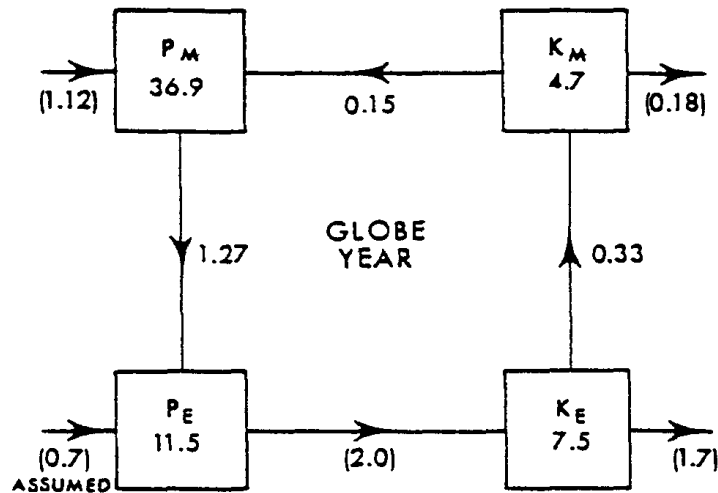 P_M
36.9
K_M
4.7
(1.12)
0.15
(0.18)
GLOBE
YEAR
1.27
0.33
P_E
11.5
K_E
7.5
(0.7)
ASSUMED
(2.0)
(1.7)